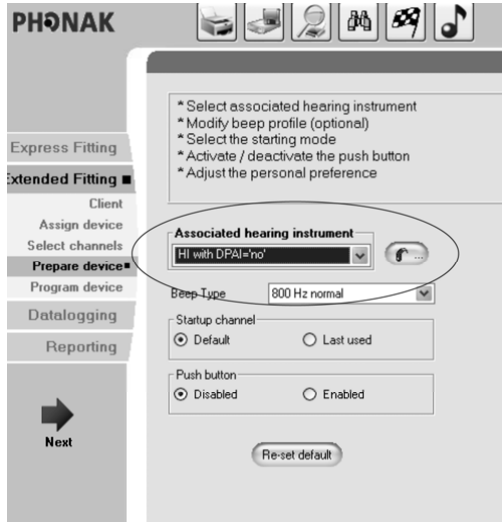 PHONAK
* Select associated hearing instrument
* Modify beep profile (optional)
* Select the starting mode
* Activate / deactivate the push button
* Adjust the personal preference
Express Fitting
Extended Fitting
Client
Assign device
Select channels
Prepare device
Program device
Datalogging
Reporting
Next
Associated hearing instrument
HI with DPAI='no'
...
Beep Type 800 Hz normal
Startup channel
Default Last used
Push button
Disabled Enabled
Re-set default